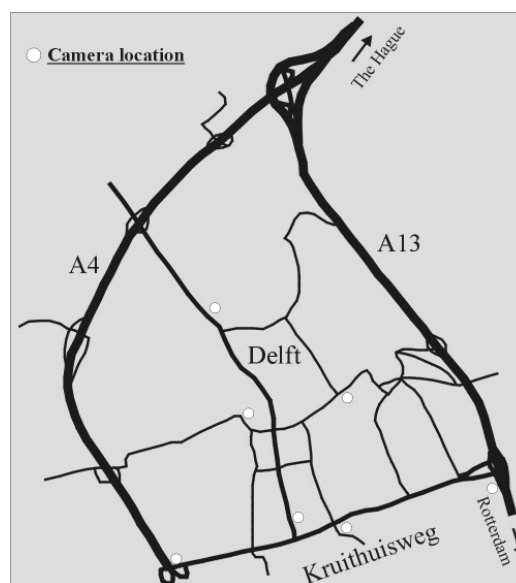 Camera location
The Hague
A4
A13
Delft
Kruithuisweg
Rotterdam